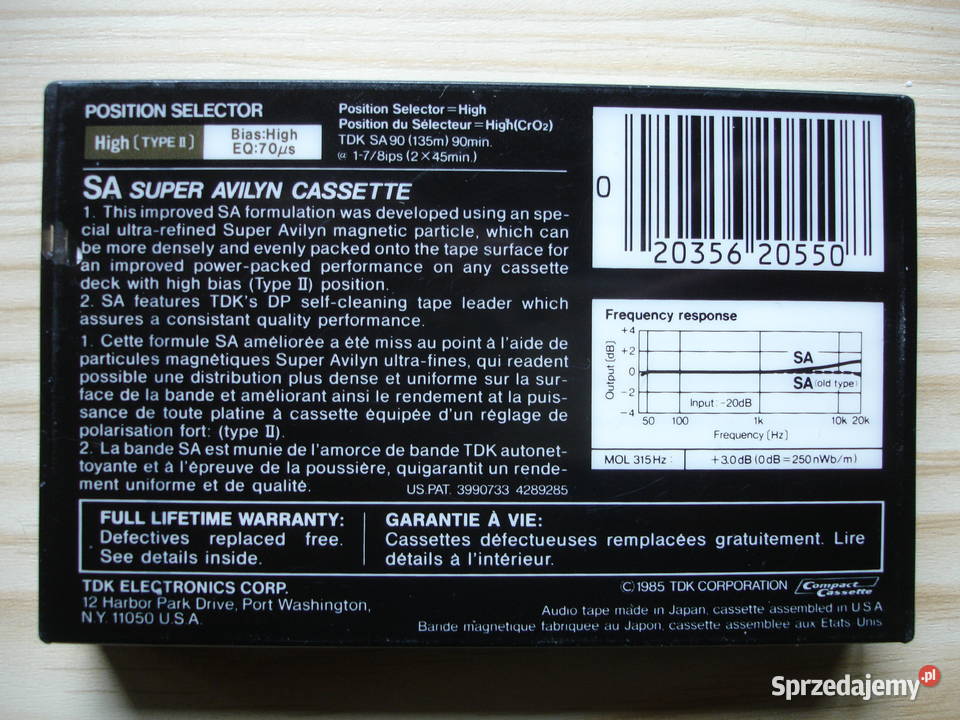 POSITION SELECTOR
High (TYPE II)
Bias:High
EQ:70μs
Position Selector=High
Position du Sélecteur=High(CrO2)
TDK SA90 (135m) 90min.
@ 1-7/8ips (2×45min.)
SA SUPER AVILYN CASSETTE
1. This improved SA formulation was developed using an spe-
cial ultra-refined Super Avilyn magnetic particle, which can
be more densely and evenly packed onto the tape surface for
an improved power-packed performance on any cassette
deck with high bias (Type II) position.
2. SA features TDK's DP self-cleaning tape leader which
assures a consistant quality performance.
1. Cette formule SA améliorée a été miss au point à l'aide de
particules magnétiques Super Avilyn ultra-fines, qui readent
possible une distribution plus dense et uniforme sur la sur-
face de la bande et améliorant ainsi le rendement at la puis-
sance de toute platine à cassette équipée d'un réglage de
polarisation fort: (type II).
2. La bande SA est munie de l'amorce de bande TDK autonet-
toyante et à l'épreuve de la poussière, quigarantit un rende-
ment uniforme et de qualité.
US.PAT. 3990733 4289285
0 20356 20550
Frequency response
Output [dB]
+4
+2
0
-2
-4
SA
SA (old type)
Input: -20dB
50 100 1k 10k 20k
Frequency [Hz]
MOL 315Hz: +3.0dB (0dB=250nWb/m)
FULL LIFETIME WARRANTY:
Defectives replaced free.
See details inside.
GARANTIE À VIE:
Cassettes défectueuses remplacées gratuitement. Lire
détails à l'intérieur.
TDK ELECTRONICS CORP.
12 Harbor Park Drive, Port Washington,
N.Y. 11050 U.S.A.
©1985 TDK CORPORATION
Compact
Cassette
Audio tape made in Japan, cassette assembled in U S A
Bande magnetique fabriquee au Japon, cassette assemblee aux Etats Unis
Sprzedajemy.pl